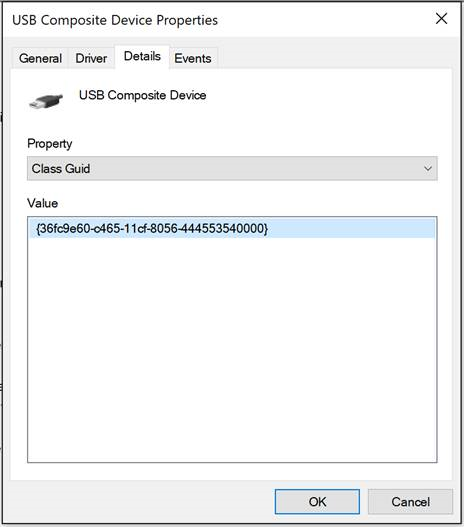 USB Composite Device Properties
General Driver Details Events
USB Composite Device
Property
Class Guid
Value
{36fc9e60-c465-11cf-8056-444553540000}
OK Cancel